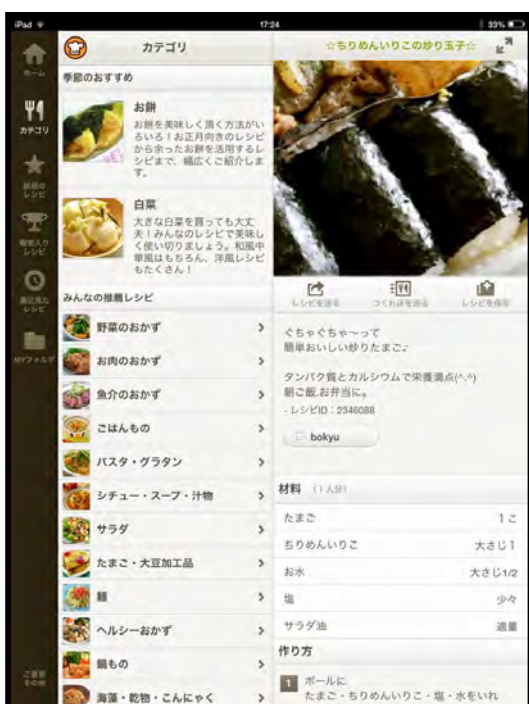 iPad
17:24
33%
ホーム
カテゴリ
話題の
レシピ
殿堂入り
レシピ
最近見た
レシピ
MYフォルダ
ご意見
その他
カテゴリ
季節のおすすめ
お餅
お餅を美味しく頂く方法がい
ろいろ！お正月向きのレシピ
から余ったお餅を活用するレ
シピまで、幅広くご紹介しま
す。
白菜
大きな白菜を買っても大丈
夫！みんなのレシピで美味し
く使い切りましょう。和風中
華風はもちろん、洋風レシピ
もたくさん！
みんなの推薦レシピ
野菜のおかず
お肉のおかず
魚介のおかず
ごはんもの
パスタ・グラタン
シチュー・スープ・汁物
サラダ
たまご・大豆加工品
麺
ヘルシーおかず
鍋もの
海藻・乾物・こんにゃく
☆ちりめんいりこの炒り玉子☆
レシピを送る
つくれぽを送る
レシピを保存
ぐちゃぐちゃ〜って
簡単おいしい炒りたまご♪
タンパク質とカルシウムで栄養満点(^.^)
朝ご飯,お弁当に。
- レシピID：2346088
bokyu
材料 （1人分）
たまご 1こ
ちりめんいりこ 大さじ1
お水 大さじ1/2
塩 少々
サラダ油 適量
作り方
1 ボールに
たまご・ちりめんいりこ・塩・水をいれ